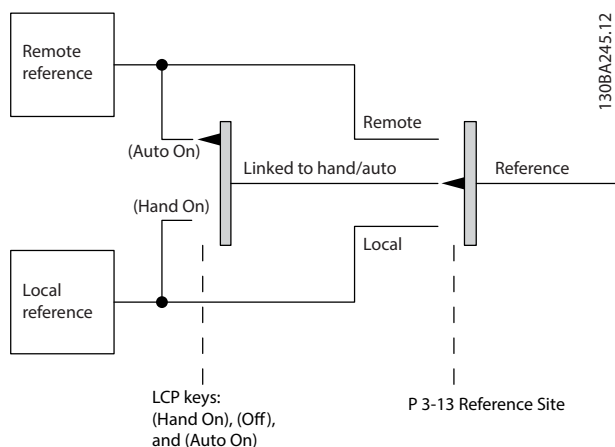 Remote
reference
130BA245.12
Remote
(Auto On)
Linked to hand/auto
Reference
(Hand On)
Local
Local
reference
LCP keys:
(Hand On), (Off),
and (Auto On)
P 3-13 Reference Site